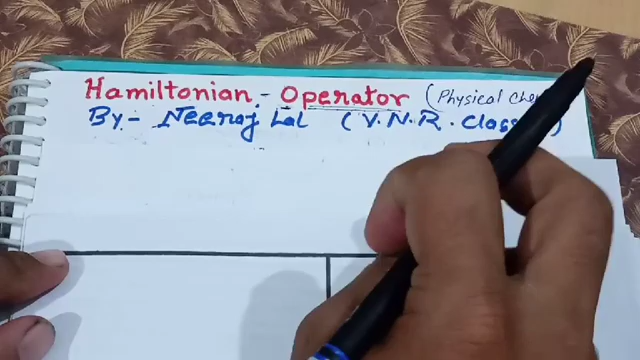 Hamiltonian - Operator (Physical
By - Neeraj Lal (V.N.R. Class